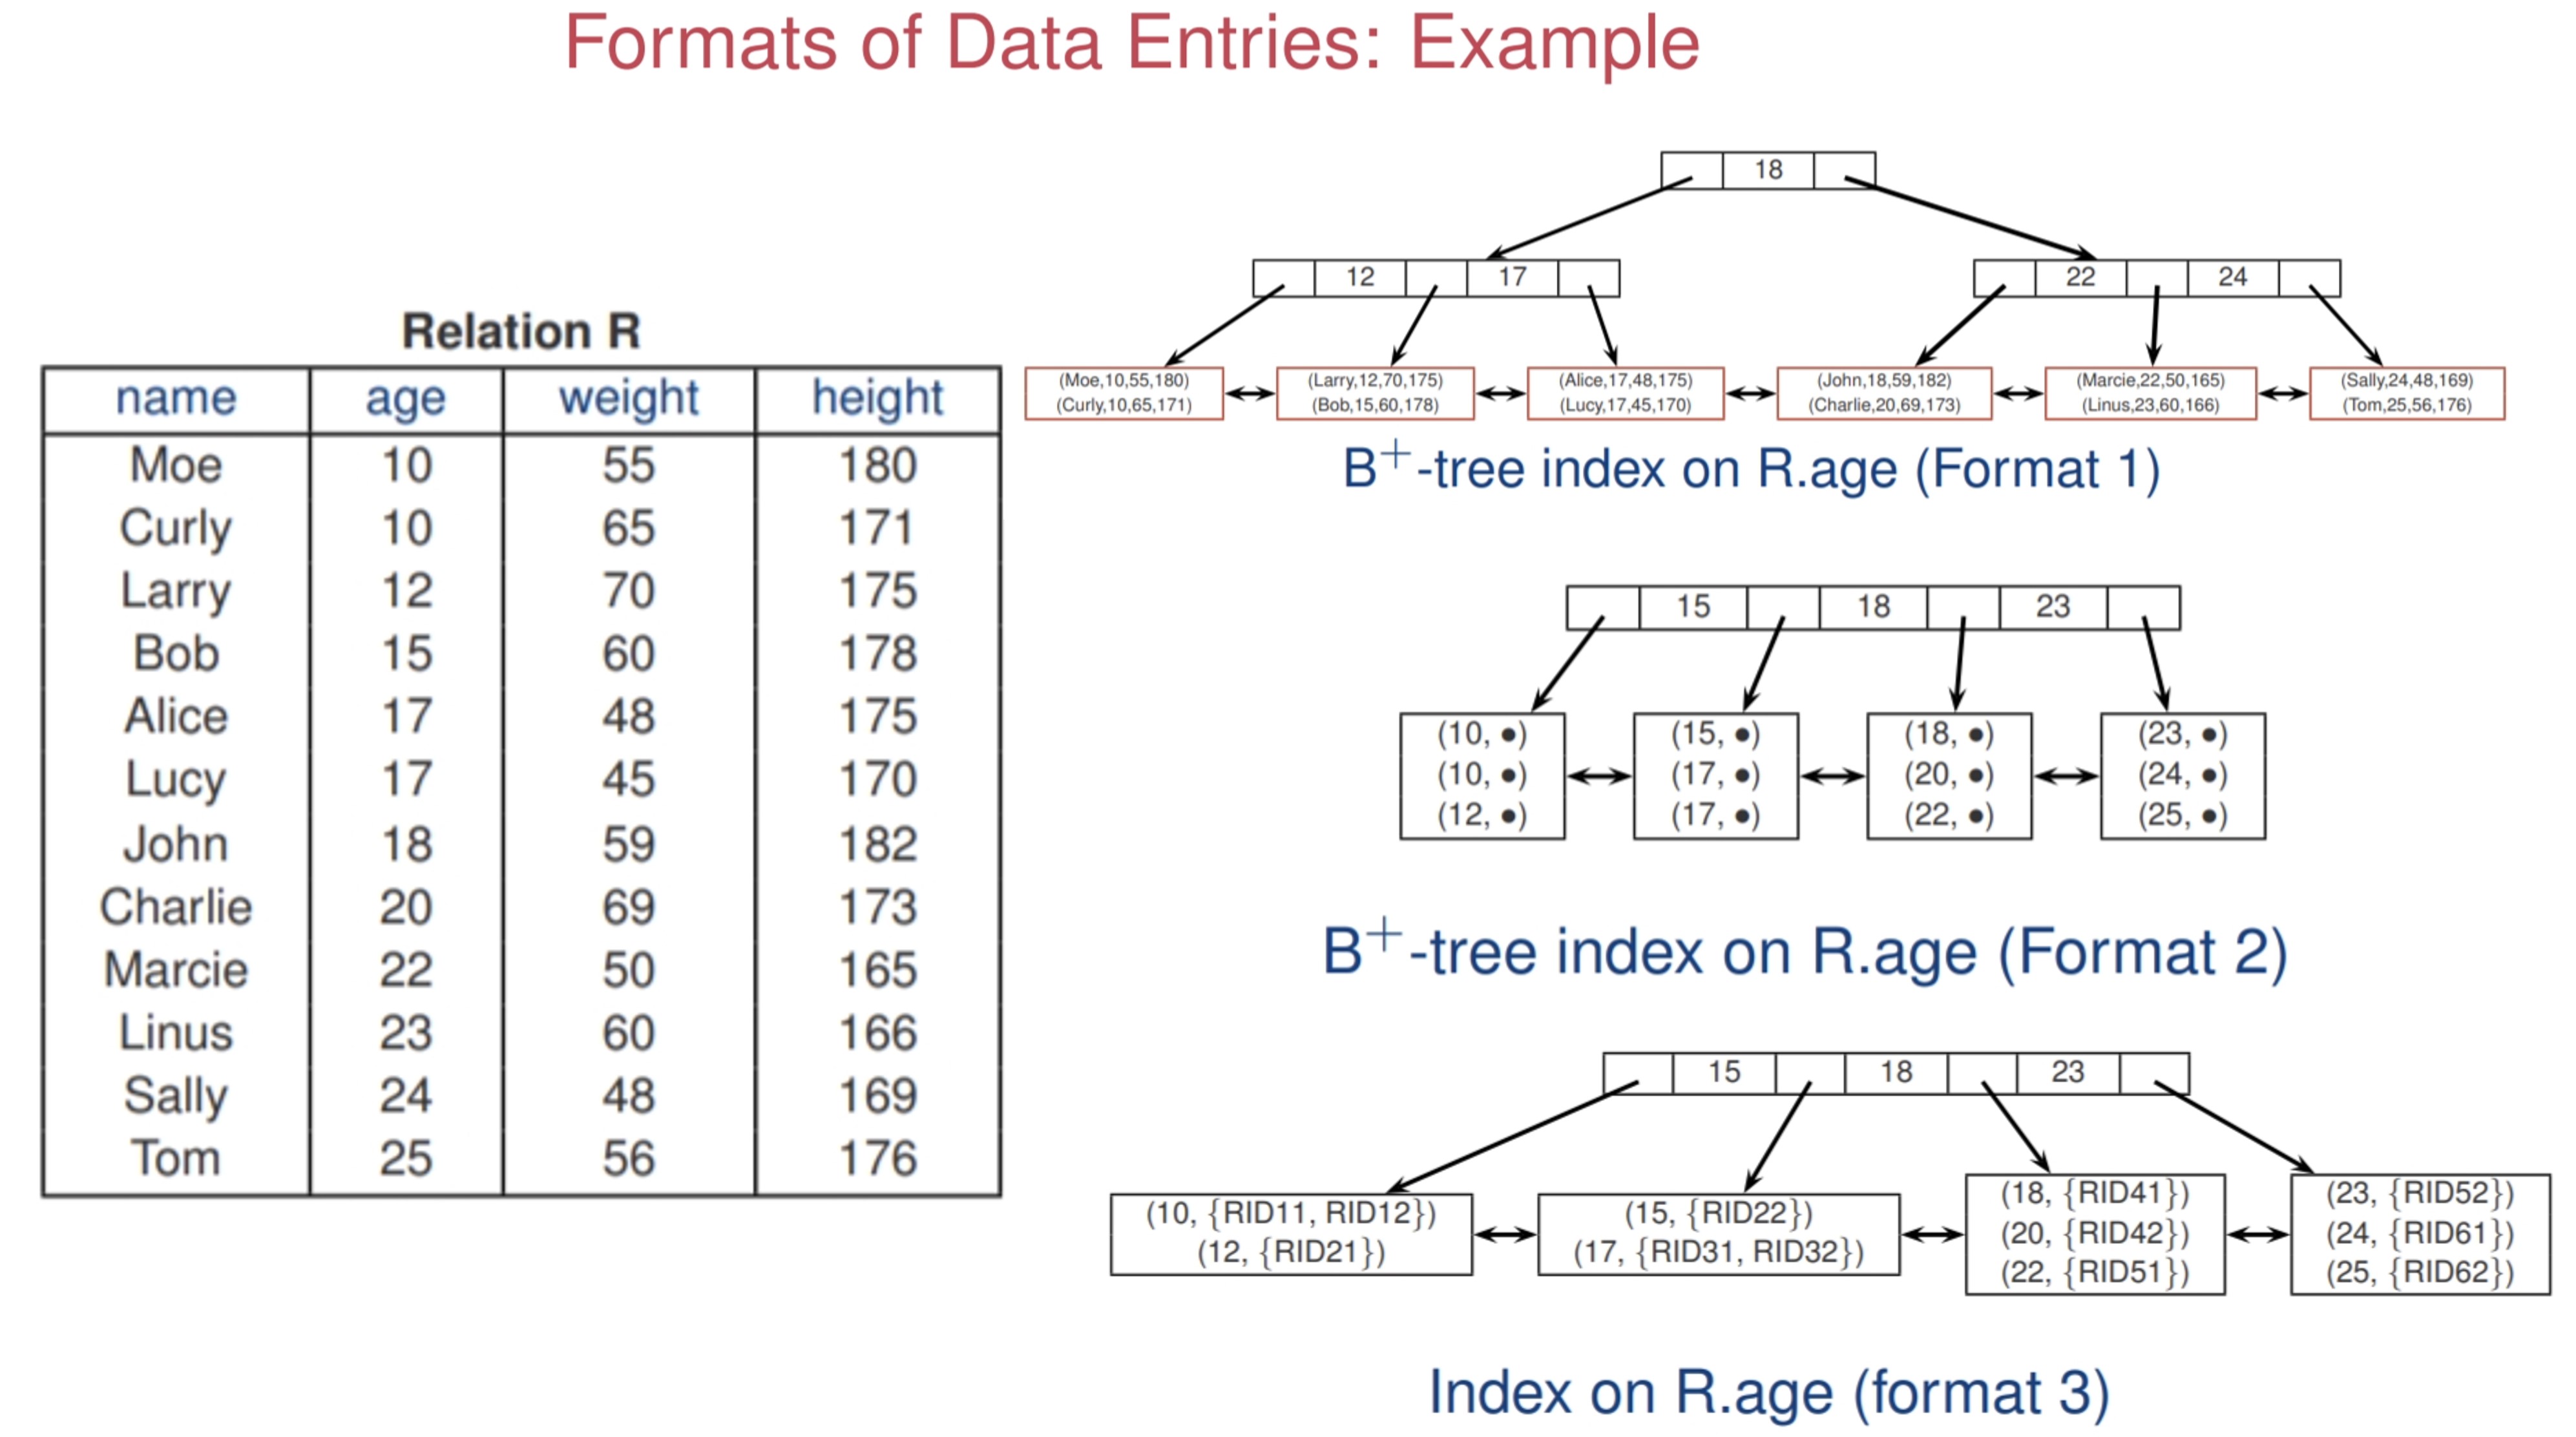 Formats of Data Entries: Example
Relation R
name age weight height
Moe 10 55 180
Curly 10 65 171
Larry 12 70 175
Bob 15 60 178
Alice 17 48 175
Lucy 17 45 170
John 18 59 182
Charlie 20 69 173
Marcie 22 50 165
Linus 23 60 166
Sally 24 48 169
Tom 25 56 176
18
12 17 22 24
(Moe,10,55,180) (Larry,12,70,175) (Alice,17,48,175) (John,18,59,182) (Marcie,22,50,165) (Sally,24,48,169)
(Curly,10,65,171) (Bob,15,60,178) (Lucy,17,45,170) (Charlie,20,69,173) (Linus,23,60,166) (Tom,25,56,176)
B+-tree index on R.age (Format 1)
15 18 23
(10, •) (15, •) (18, •) (23, •)
(10, •) (17, •) (20, •) (24, •)
(12, •) (17, •) (22, •) (25, •)
B+-tree index on R.age (Format 2)
15 18 23
(10, {RID11, RID12}) (15, {RID22}) (18, {RID41}) (23, {RID52})
(12, {RID21}) (17, {RID31, RID32}) (20, {RID42}) (24, {RID61})
(22, {RID51}) (25, {RID62})
Index on R.age (format 3)